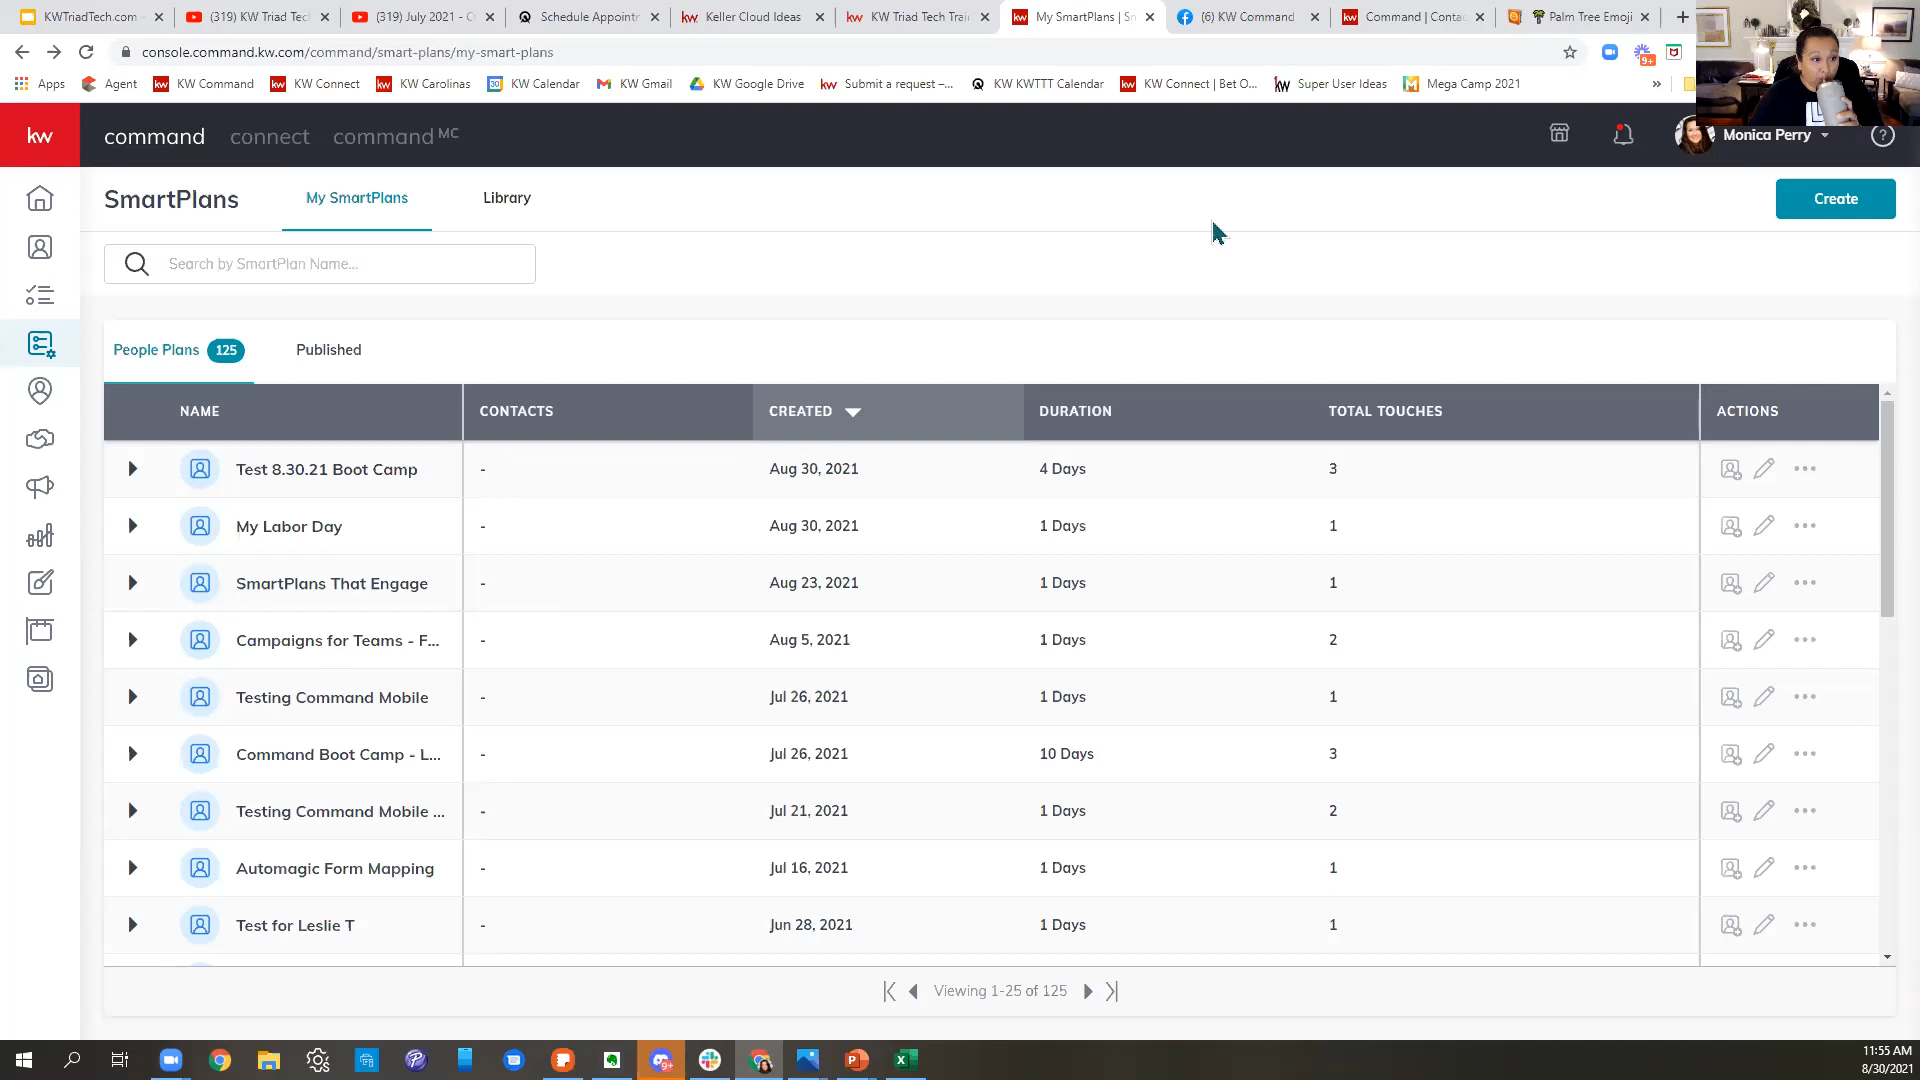 KWTriadTech.com - 
(319) KW Triad Tec
(319) July 2021 - C
Schedule Appointm
Keller Cloud Ideas
KW Triad Tech Trai
My SmartPlans | Sm
(6) KW Command
Command | Contac
Palm Tree Emoji
console.command.kw.com/command/smart-plans/my-smart-plans
9+
Apps
Agent
KW Command
KW Connect
KW Carolinas
KW Calendar
KW Gmail
KW Google Drive
Submit a request –...
KW KWTTT Calendar
KW Connect | Bet O...
Super User Ideas
Mega Camp 2021
»
kw
command
connect
command MC
Monica Perry
SmartPlans
My SmartPlans
Library
Create
Search by SmartPlan Name...
People Plans 125
Published
NAME CONTACTS CREATED DURATION TOTAL TOUCHES ACTIONS
Test 8.30.21 Boot Camp - Aug 30, 2021 4 Days 3
My Labor Day - Aug 30, 2021 1 Days 1
SmartPlans That Engage - Aug 23, 2021 1 Days 1
Campaigns for Teams - F... - Aug 5, 2021 1 Days 2
Testing Command Mobile - Jul 26, 2021 1 Days 1
Command Boot Camp - L... - Jul 26, 2021 10 Days 3
Testing Command Mobile ... - Jul 21, 2021 1 Days 2
Automagic Form Mapping - Jul 16, 2021 1 Days 1
Test for Leslie T - Jun 28, 2021 1 Days 1
Viewing 1-25 of 125
11:55 AM
8/30/2021